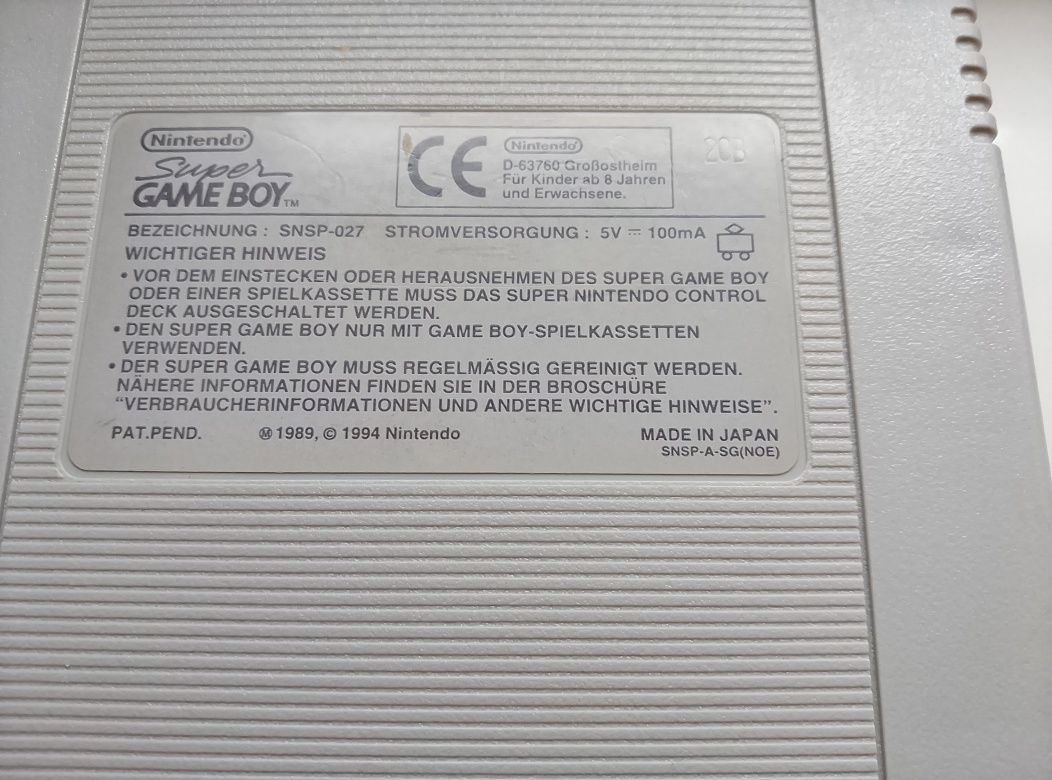 Nintendo
Super
GAME BOY™
CE
Nintendo
D-63760 Großostheim
Für Kinder ab 8 Jahren
und Erwachsene.
20B
BEZEICHNUNG : SNSP-027 STROMVERSORGUNG : 5V ⎓ 100mA
WICHTIGER HINWEIS
• VOR DEM EINSTECKEN ODER HERAUSNEHMEN DES SUPER GAME BOY
ODER EINER SPIELKASSETTE MUSS DAS SUPER NINTENDO CONTROL
DECK AUSGESCHALTET WERDEN.
• DEN SUPER GAME BOY NUR MIT GAME BOY-SPIELKASSETTEN
VERWENDEN.
• DER SUPER GAME BOY MUSS REGELMÄSSIG GEREINIGT WERDEN.
NÄHERE INFORMATIONEN FINDEN SIE IN DER BROSCHÜRE
“VERBRAUCHERINFORMATIONEN UND ANDERE WICHTIGE HINWEISE”.
PAT.PEND. Ⓜ 1989, © 1994 Nintendo MADE IN JAPAN
SNSP-A-SG(NOE)